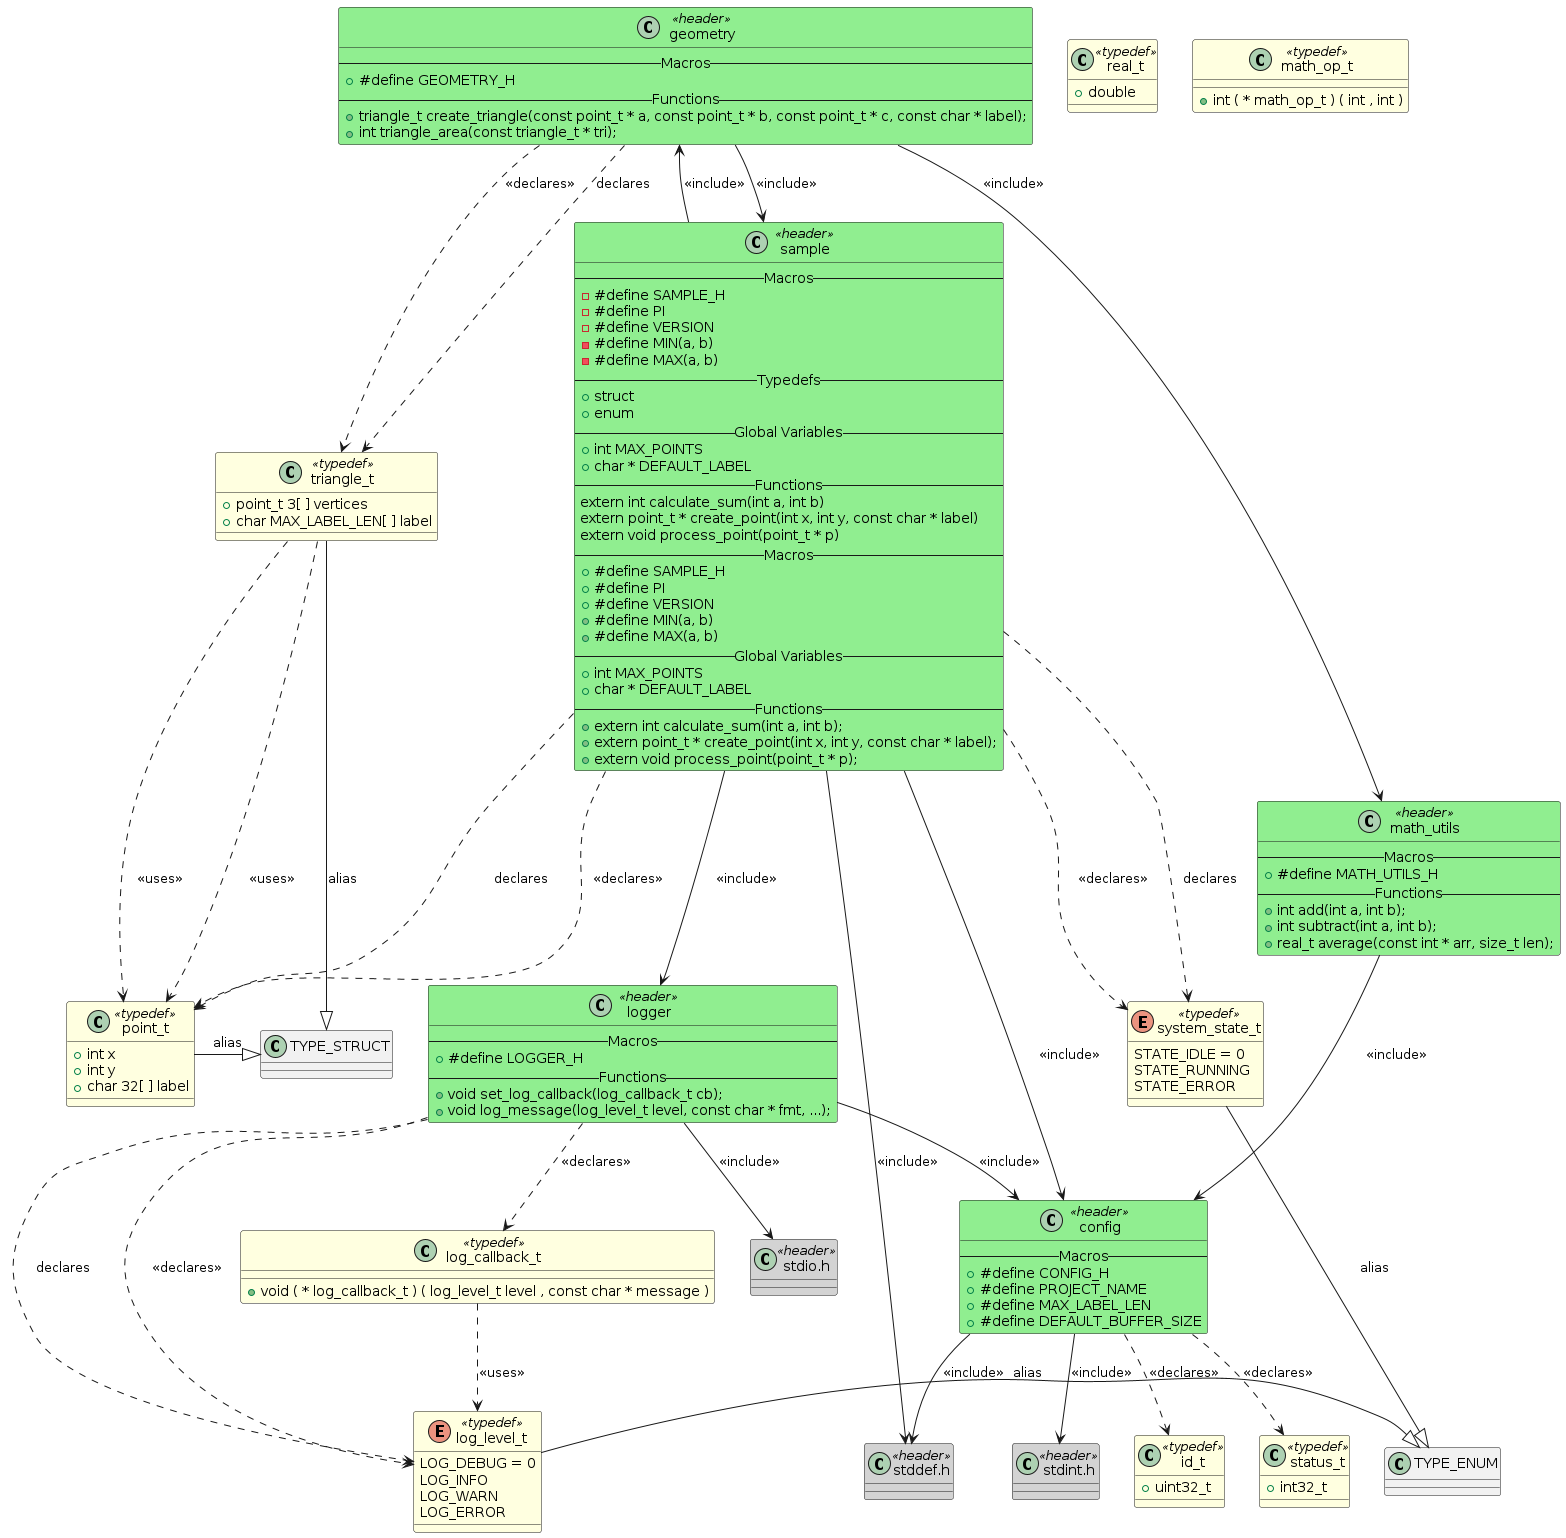 «header»
C
geometry
Macros
#define GEOMETRY_H
Functions
triangle_t create_triangle(const point_t * a, const point_t * b, const point_t * c, const char * label);
int triangle_area(const triangle_t * tri);
«typedef»
C
real_t
double
«typedef»
C
math_op_t
int ( * math_op_t ) ( int , int )
«declares»
declares
«include»
«include»
«include»
«header»
C
sample
Macros
#define SAMPLE_H
#define PI
#define VERSION
#define MIN(a, b)
#define MAX(a, b)
Typedefs
struct
enum
Global Variables
int MAX_POINTS
char * DEFAULT_LABEL
Functions
extern int calculate_sum(int a, int b)
extern point_t * create_point(int x, int y, const char * label)
extern void process_point(point_t * p)
Macros
#define SAMPLE_H
#define PI
#define VERSION
#define MIN(a, b)
#define MAX(a, b)
Global Variables
int MAX_POINTS
char * DEFAULT_LABEL
Functions
extern int calculate_sum(int a, int b);
extern point_t * create_point(int x, int y, const char * label);
extern void process_point(point_t * p);
«typedef»
C
triangle_t
point_t 3[ ] vertices
char MAX_LABEL_LEN[ ] label
«header»
C
math_utils
Macros
#define MATH_UTILS_H
Functions
int add(int a, int b);
int subtract(int a, int b);
real_t average(const int * arr, size_t len);
«uses»
«uses»
alias
declares
«declares»
«include»
«declares»
declares
«typedef»
C
point_t
int x
int y
char 32[ ] label
alias
C
TYPE_STRUCT
«header»
C
logger
Macros
#define LOGGER_H
Functions
void set_log_callback(log_callback_t cb);
void log_message(log_level_t level, const char * fmt, ...);
«include»
«typedef»
E
system_state_t
STATE_IDLE = 0
STATE_RUNNING
STATE_ERROR
«include»
«declares»
«include»
«include»
«include»
declares
«declares»
«typedef»
C
log_callback_t
void ( * log_callback_t ) ( log_level_t level , const char * message )
«header»
C
stdio.h
«header»
C
config
Macros
#define CONFIG_H
#define PROJECT_NAME
#define MAX_LABEL_LEN
#define DEFAULT_BUFFER_SIZE
alias
«uses»
«include»
alias
«include»
«declares»
«declares»
«typedef»
E
log_level_t
LOG_DEBUG = 0
LOG_INFO
LOG_WARN
LOG_ERROR
«header»
C
stddef.h
«header»
C
stdint.h
«typedef»
C
id_t
uint32_t
«typedef»
C
status_t
int32_t
C
TYPE_ENUM